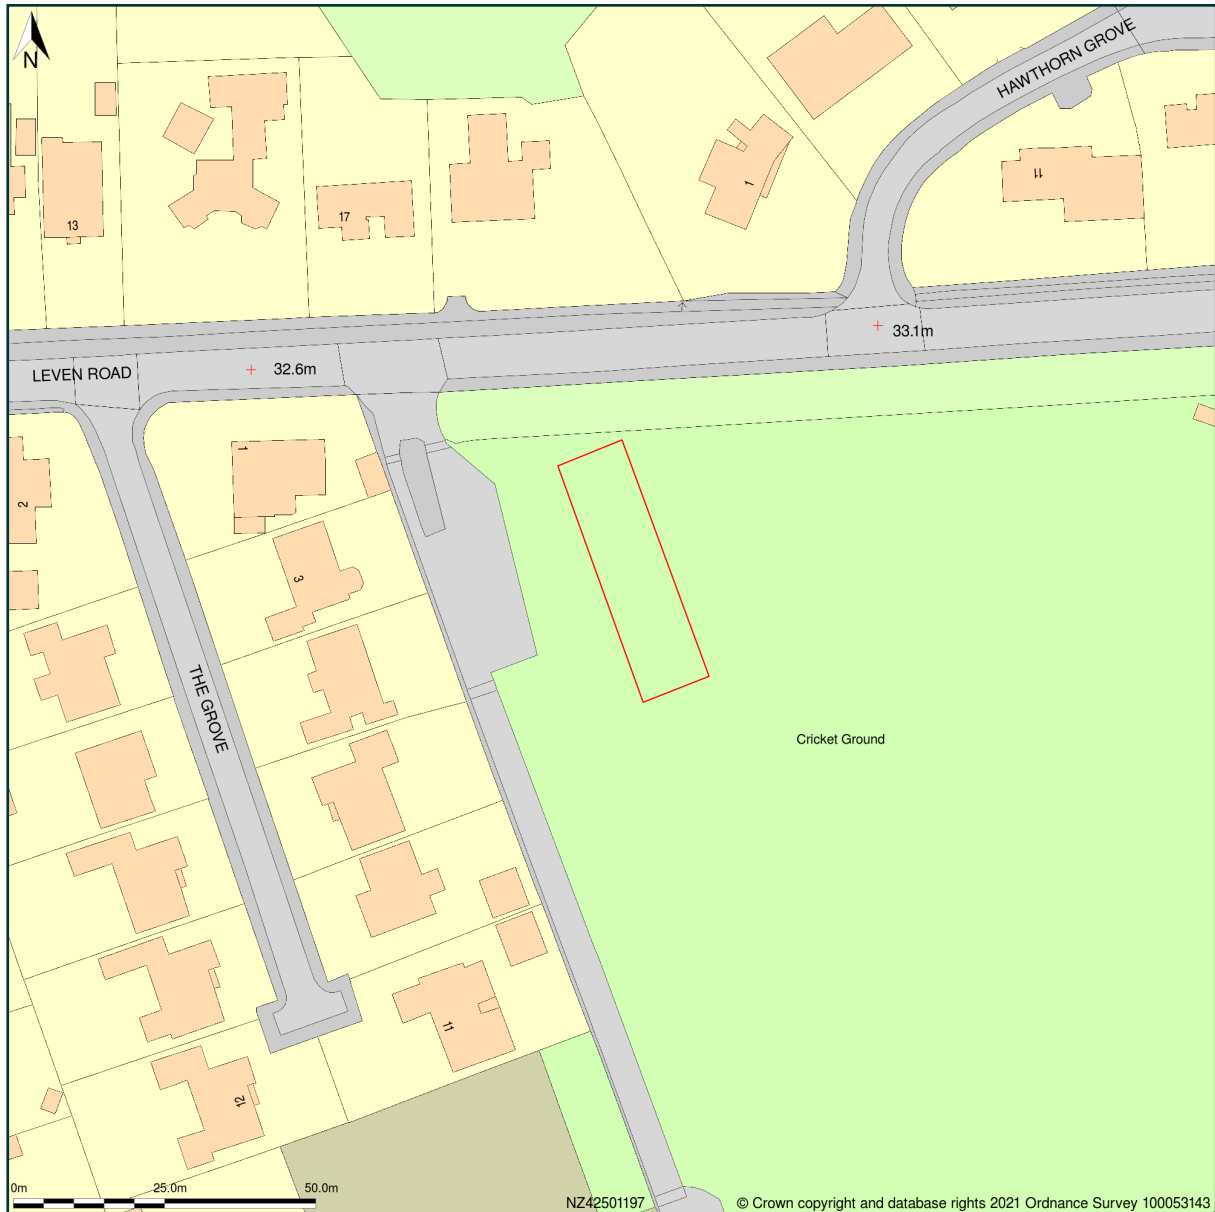 N
HAWTHORN GROVE
13
17
1
11
33.1m
32.6m
LEVEN ROAD
1
2
3
THE GROVE
Cricket Ground
11
12
0m 25.0m 50.0m
NZ42501197
© Crown copyright and database rights 2021 Ordnance Survey 100053143